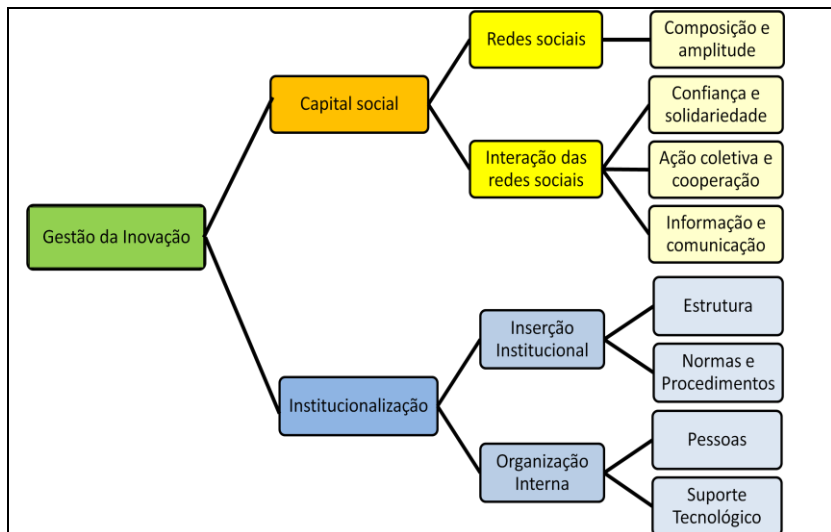 Redes sociais
Composição e
amplitude
Capital social
Confiança e
solidariedade
Interação das
redes sociais
Ação coletiva e
cooperação
Informação e
comunicação
Gestão da Inovação
Estrutura
Inserção
Institucional
Normas e
Procedimentos
Institucionalização
Pessoas
Organização
Interna
Suporte
Tecnológico